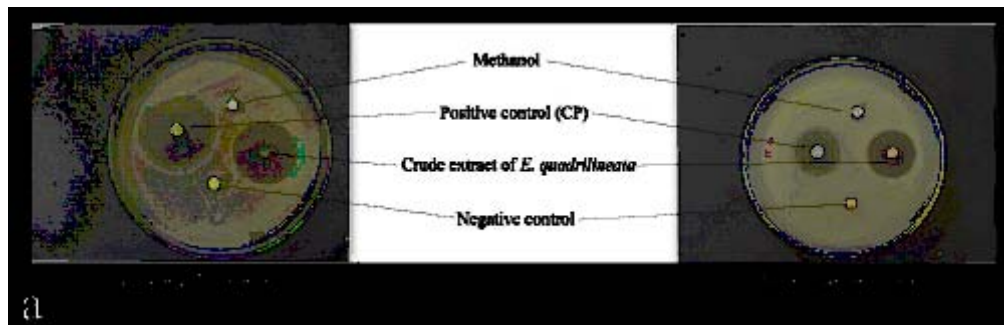 Methanol
Positive control (CP)
Crude extract of E. quadrilineata
Negative control
a